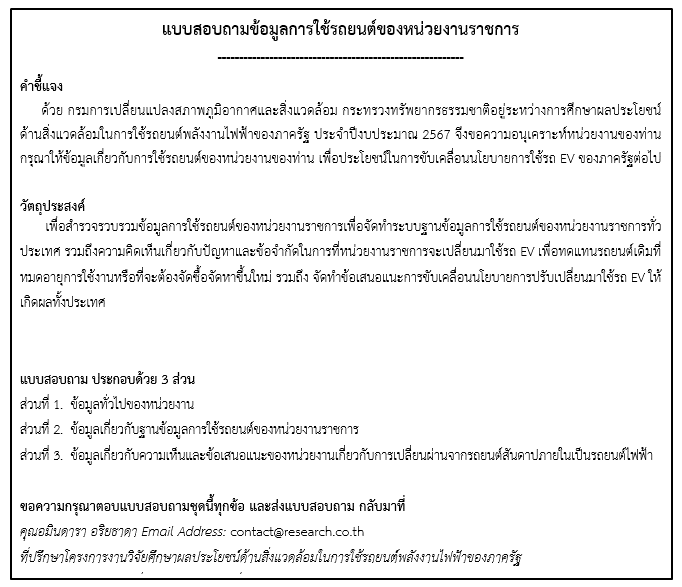 แบบสอบถามข้อมูลการใช้รถยนต์ของหน่วยงานราชการ
---------------------------------------------------------
คำชี้แจง
ด้วย กรมการเปลี่ยนแปลงสภาพภูมิอากาศและสิ่งแวดล้อม กระทรวงทรัพยากรธรรมชาติอยู่ระหว่างการศึกษาผลประโยชน์
ด้านสิ่งแวดล้อมในการใช้รถยนต์พลังงานไฟฟ้าของภาครัฐ ประจำปีงบประมาณ 2567 จึงขอความอนุเคราะห์หน่วยงานของท่าน
กรุณาให้ข้อมูลเกี่ยวกับการใช้รถยนต์ของหน่วยงานของท่าน เพื่อประโยชน์ในการขับเคลื่อนนโยบายการใช้รถ EV ของภาครัฐต่อไป
วัตถุประสงค์
เพื่อสำรวจรวบรวมข้อมูลการใช้รถยนต์ของหน่วยงานราชการเพื่อจัดทำระบบฐานข้อมูลการใช้รถยนต์ของหน่วยงานราชการทั่ว
ประเทศ รวมถึงความคิดเห็นเกี่ยวกับปัญหาและข้อจำกัดในการที่หน่วยงานราชการจะเปลี่ยนมาใช้รถ EV เพื่อทดแทนรถยนต์เดิมที่
หมดอายุการใช้งานหรือที่จะต้องจัดซื้อจัดหาขึ้นใหม่ รวมถึง จัดทำข้อเสนอแนะการขับเคลื่อนนโยบายการปรับเปลี่ยนมาใช้รถ EV ให้
เกิดผลทั้งประเทศ
แบบสอบถาม ประกอบด้วย 3 ส่วน
ส่วนที่ 1. ข้อมูลทั่วไปของหน่วยงาน
ส่วนที่ 2. ข้อมูลเกี่ยวกับฐานข้อมูลการใช้รถยนต์ของหน่วยงานราชการ
ส่วนที่ 3. ข้อมูลเกี่ยวกับความเห็นและข้อเสนอแนะของหน่วยงานเกี่ยวกับการเปลี่ยนผ่านจากรถยนต์สันดาปภายในเป็นรถยนต์ไฟฟ้า
ขอความกรุณาตอบแบบสอบถามชุดนี้ทุกข้อ และส่งแบบสอบถาม กลับมาที่
คุณอมินดารา อริยธาดา Email Address: contact@research.co.th
ที่ปรึกษาโครงการงานวิจัยศึกษาผลประโยชน์ด้านสิ่งแวดล้อมในการใช้รถยนต์พลังงานไฟฟ้าของภาครัฐ